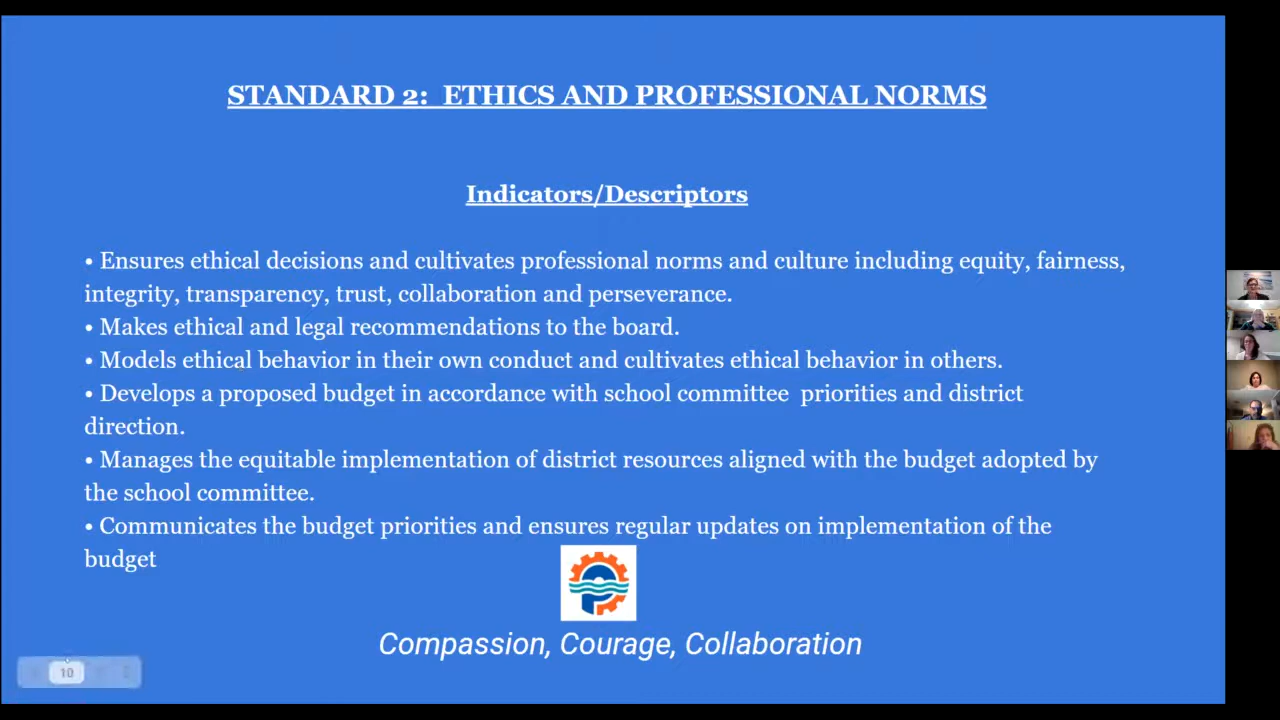 STANDARD 2:  ETHICS AND PROFESSIONAL NORMS
Indicators/Descriptors
• Ensures ethical decisions and cultivates professional norms and culture including equity, fairness,
integrity, transparency, trust, collaboration and perseverance.
• Makes ethical and legal recommendations to the board.
• Models ethical behavior in their own conduct and cultivates ethical behavior in others.
• Develops a proposed budget in accordance with school committee  priorities and district
direction.
• Manages the equitable implementation of district resources aligned with the budget adopted by
the school committee.
• Communicates the budget priorities and ensures regular updates on implementation of the
budget
Compassion, Courage, Collaboration
10